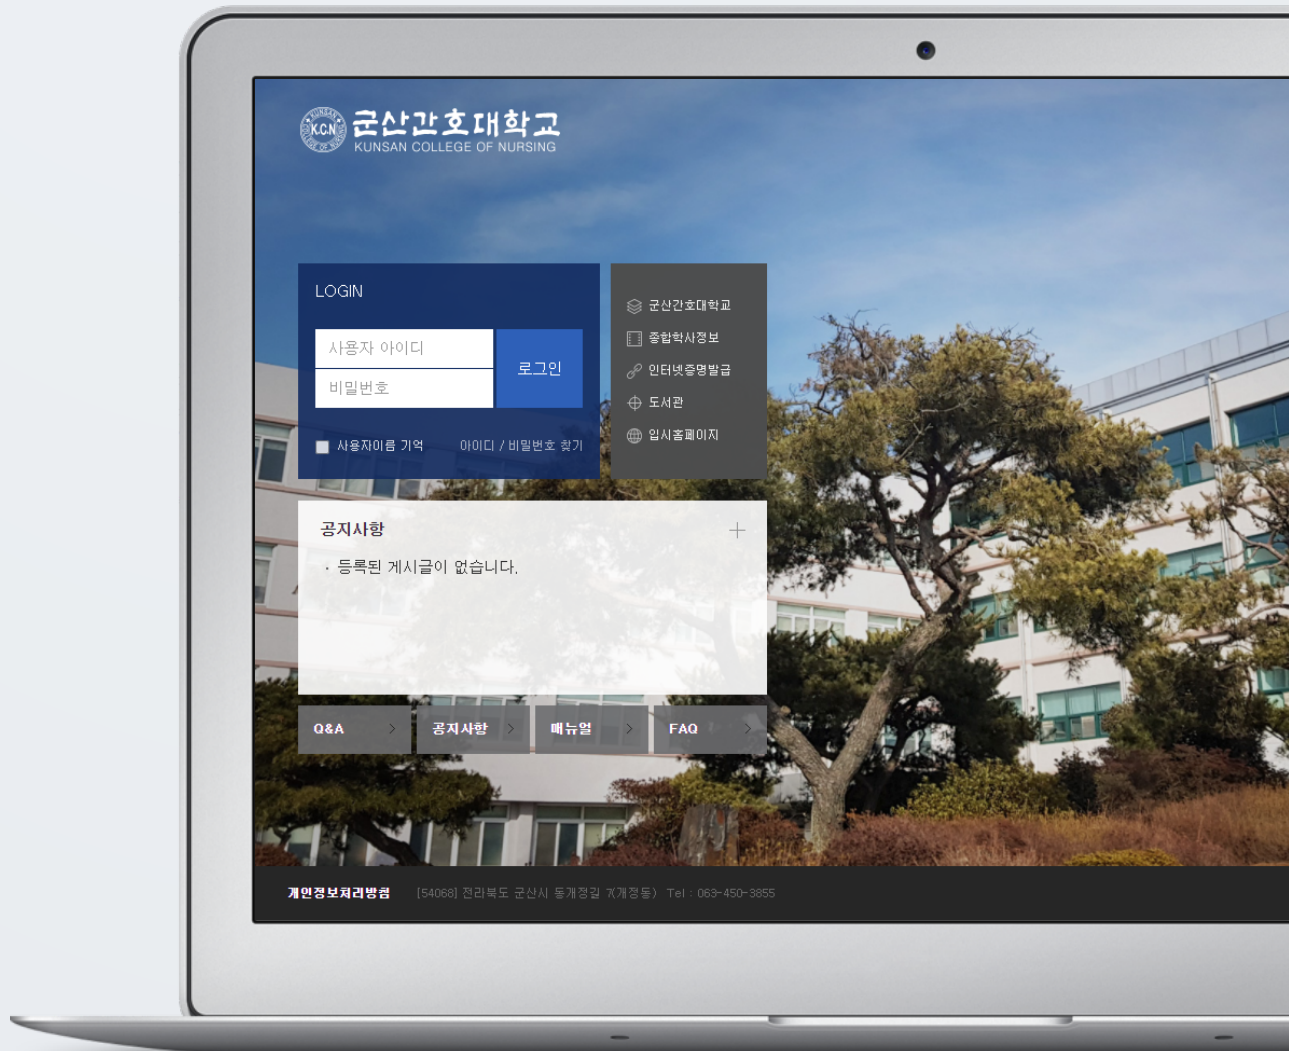 KUNSAN
K.C.N
COLLEGE OF NURSING
군산간호대학교
KUNSAN COLLEGE OF NURSING
LOGIN
사용자 아이디
비밀번호
로그인
사용자이름 기억
아이디 / 비밀번호 찾기
군산간호대학교
종합학사정보
인터넷증명발급
도서관
입시홈페이지
공지사항
· 등록된 게시글이 없습니다.
Q&A
공지사항
매뉴얼
FAQ
개인정보처리방침
[54068] 전라북도 군산시 동개정길 7(개정동) Tel : 063-450-3855